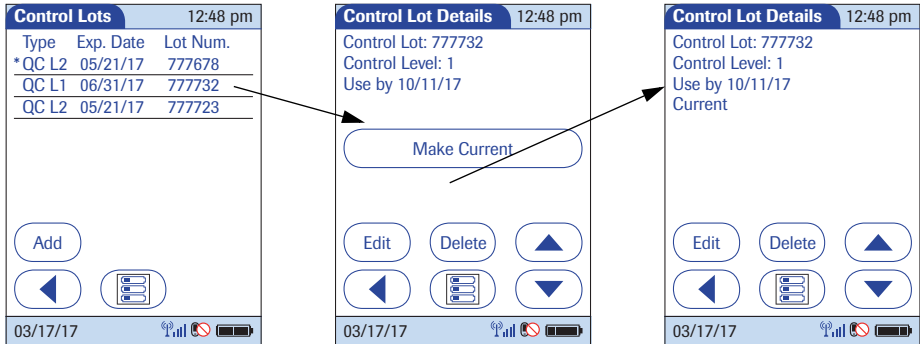 Control Lots 12:48 pm
Type Exp. Date Lot Num.
*QC L2 05/21/17 777678
QC L1 06/31/17 777732
QC L2 05/21/17 777723
Add
03/17/17
Control Lot Details 12:48 pm
Control Lot: 777732
Control Level: 1
Use by 10/11/17
Make Current
Edit Delete
03/17/17
Control Lot Details 12:48 pm
Control Lot: 777732
Control Level: 1
Use by 10/11/17
Current
Edit Delete
03/17/17